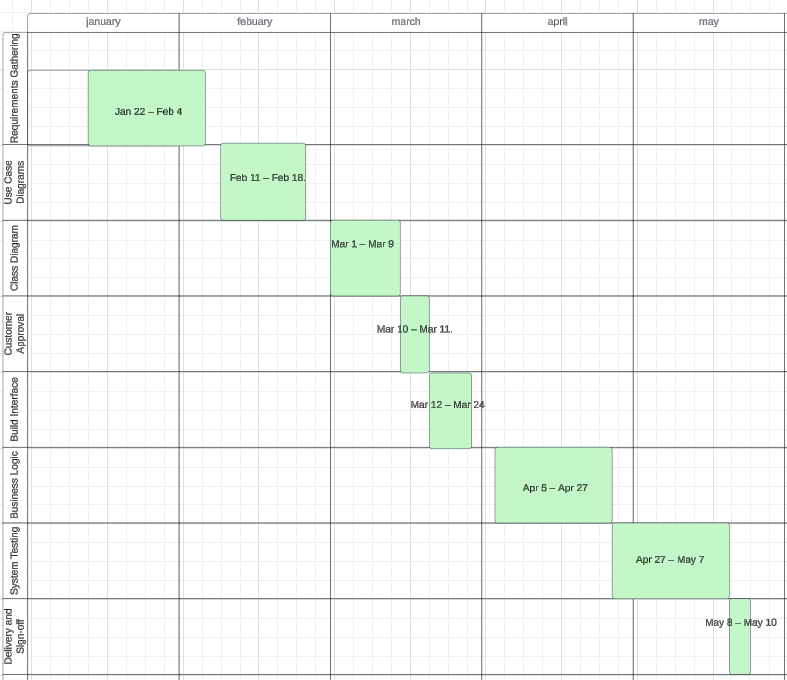 january
febuary
march
aprll
may
Requirements Gathering
Jan 22 – Feb 4
Use Case
Diagrams
Feb 11 – Feb 18.
Class Diagram
Mar 1 – Mar 9
Customer
Approval
Mar 10 – Mar 11.
Build Interface
Mar 12 – Mar 24
Business Logic
Apr 5 – Apr 27
System Testing
Apr 27 – May 7
Delivery and
Sign-off
May 8 – May 10